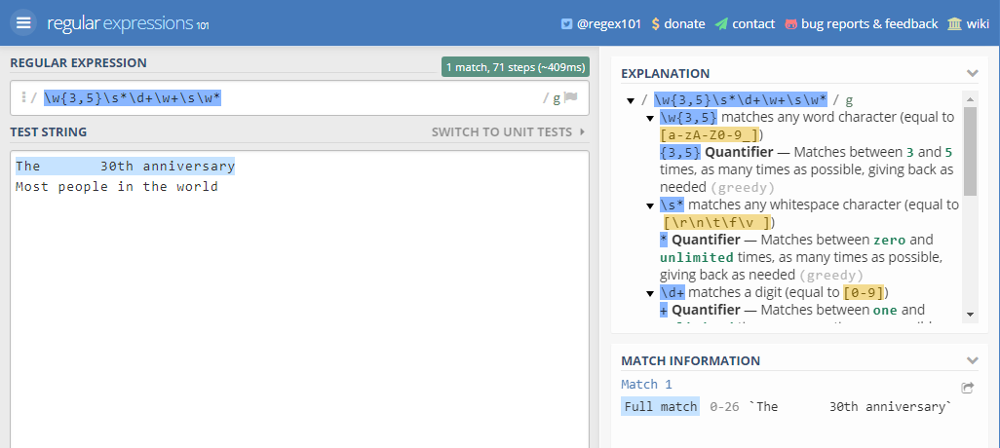 regular expressions 101
@regex101 donate contact bug reports & feedback wiki
REGULAR EXPRESSION
1 match, 71 steps (~409ms)
/ \w{3,5}\s*\d+\w+\s\w* / g
TEST STRING
SWITCH TO UNIT TESTS
The       30th anniversary
Most people in the world
EXPLANATION
/ \w{3,5}\s*\d+\w+\s\w* / g
\w{3,5} matches any word character (equal to
[a-zA-Z0-9_])
{3,5} Quantifier — Matches between 3 and 5
times, as many times as possible, giving back as
needed (greedy)
\s* matches any whitespace character (equal to
[\r\n\t\f\v ])
* Quantifier — Matches between zero and
unlimited times, as many times as possible,
giving back as needed (greedy)
\d+ matches a digit (equal to [0-9])
+ Quantifier — Matches between one and
MATCH INFORMATION
Match 1
Full match 0-26 `The       30th anniversary`